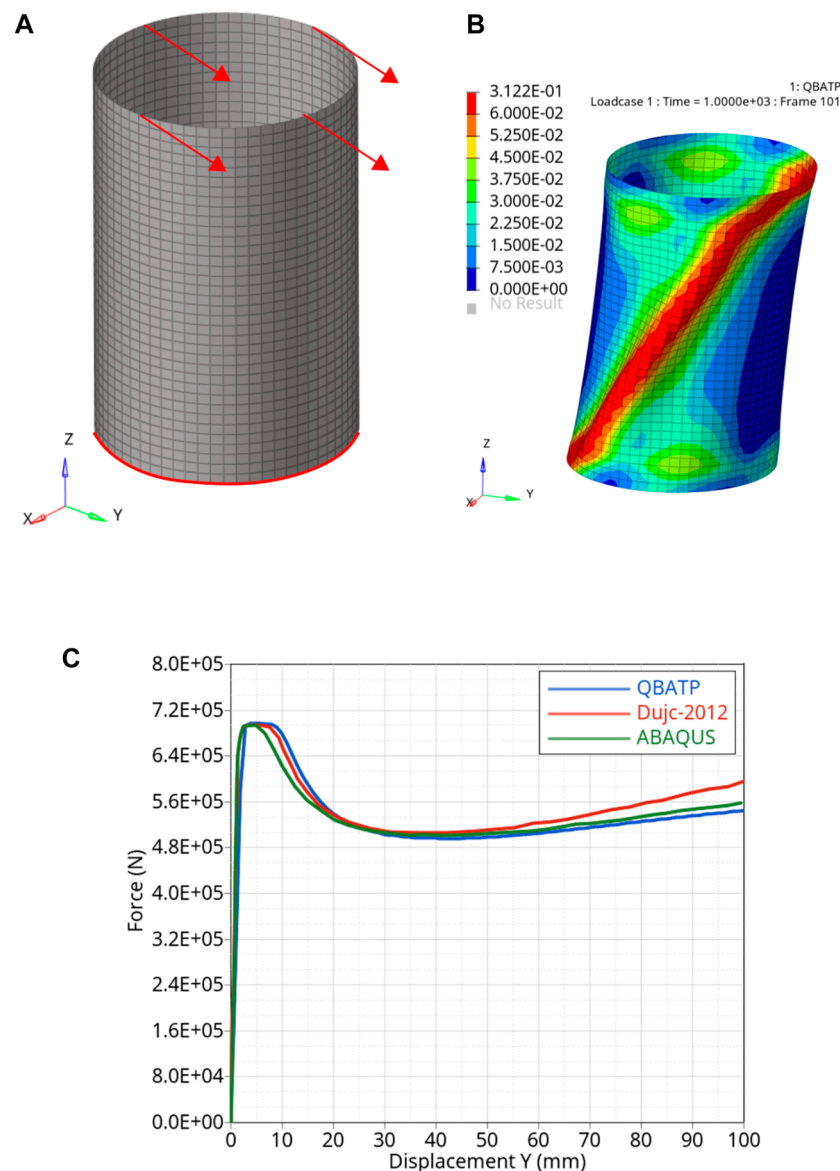 A
B
1: QBATP
Loadcase 1 : Time = 1.0000e+03 : Frame 101
3.122E-01
6.000E-02
5.250E-02
4.500E-02
3.750E-02
3.000E-02
2.250E-02
1.500E-02
7.500E-03
0.000E+00
No Result
Z
X
Y
Z
X
Y
C
8.0E+05
7.2E+05
6.4E+05
5.6E+05
4.8E+05
4.0E+05
3.2E+05
2.4E+05
1.6E+05
8.0E+04
0.0E+00
Force (N)
QBATP
Dujc-2012
ABAQUS
0 10 20 30 40 50 60 70 80 90 100
Displacement Y (mm)